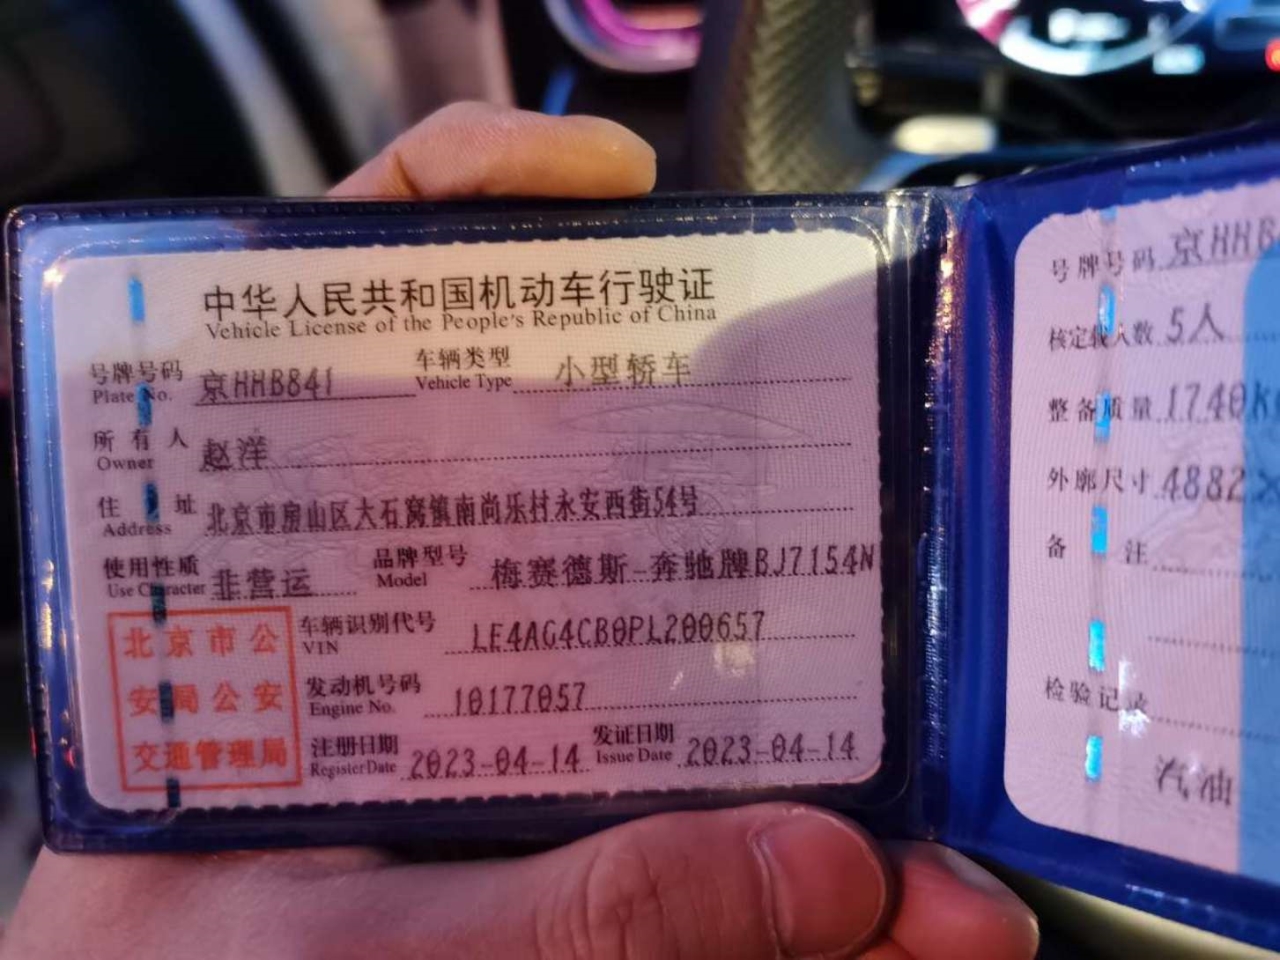 中华人民共和国机动车行驶证
Vehicle License of the People's Republic of China
号牌号码 京HHB841 车辆类型 小型轿车
Plate No. Vehicle Type
所有人 赵洋
Owner
住址 北京市房山区大石窝镇南尚乐村永安西街54号
Address
使用性质 非营运 品牌型号 梅赛德斯-奔驰牌BJ7154N
Use Character Model
北京市公
安局公安
交通管理局
车辆识别代号 LE4AG4CB0PL200657
VIN
发动机号码 10177057
Engine No.
注册日期 2023-04-14 发证日期 2023-04-14
Register Date Issue Date
号牌号码 京HHB
核定载人数 5人
整备质量 1740k
外廓尺寸 4882×
备注
检验记录
汽油